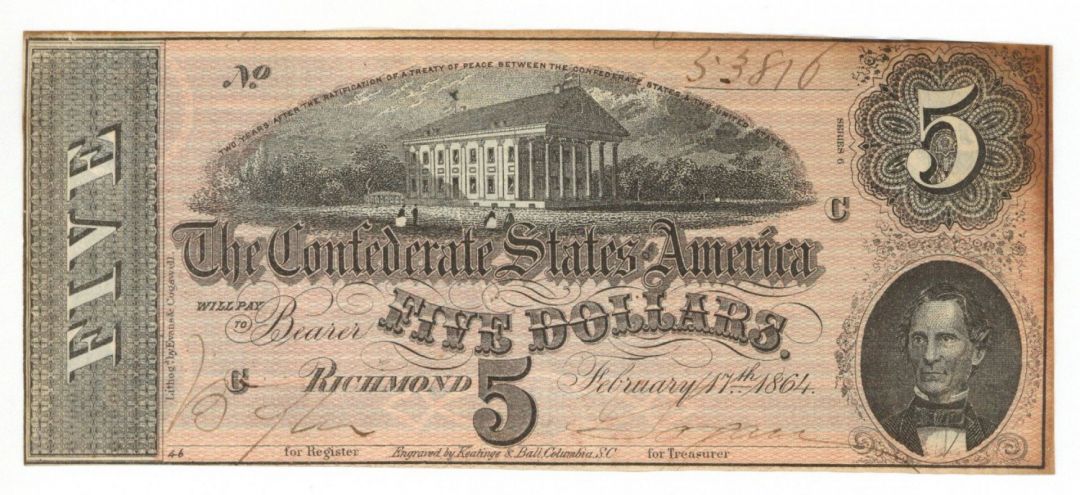 FIVE
No 53816
TWO YEARS AFTER THE RATIFICATION OF A TREATY OF PEACE BETWEEN THE CONFEDERATE STATES & THE UNITED STATES
SERIES 6
5
C
The Confederate States of America
WILL PAY
TO Bearer FIVE DOLLARS.
C RICHMOND 5 February 17th 1864.
Lithog'd by Evans & Cogswell
46 for Register Engraved by Keatinge & Ball, Columbia, S.C for Treasurer